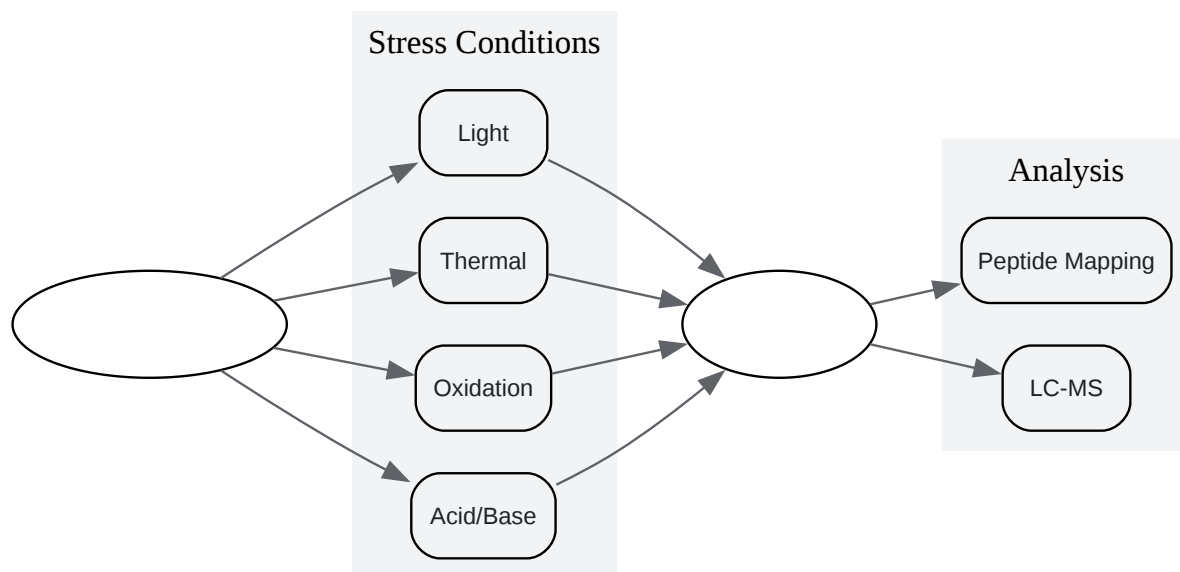 Stress Conditions
Light
Thermal
Oxidation
Acid/Base
Analysis
Peptide Mapping
LC-MS